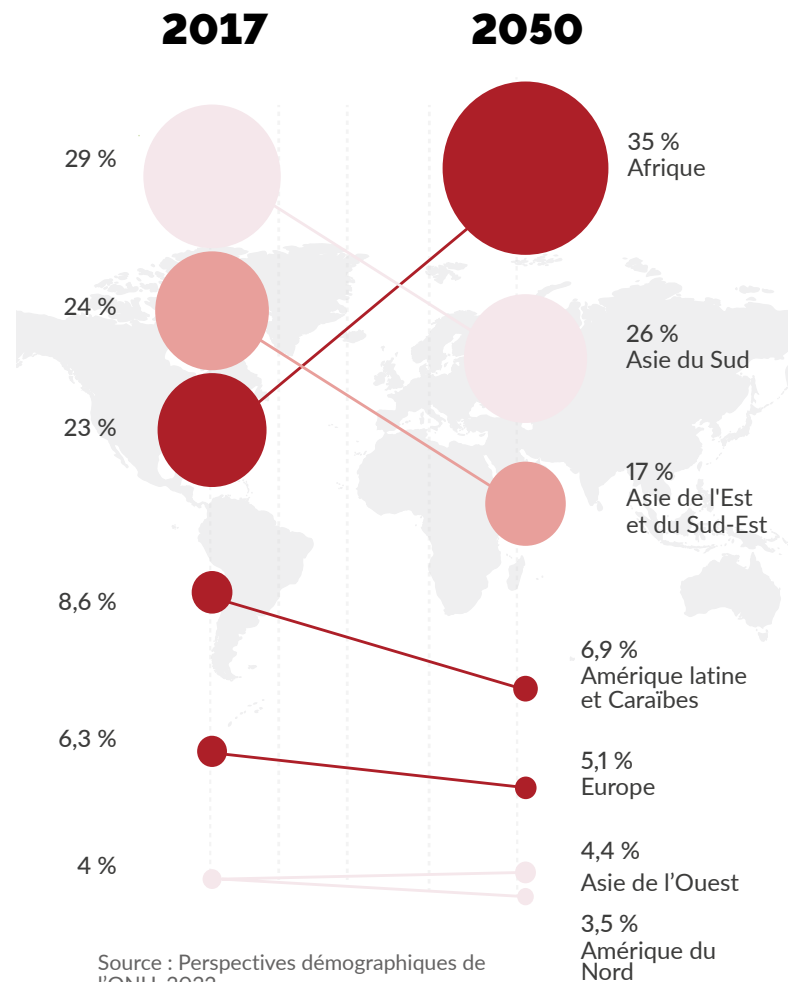 2017
2050
29 %
35 %
Afrique
24 %
26 %
Asie du Sud
23 %
17 %
Asie de l'Est
et du Sud-Est
8,6 %
6,9 %
Amérique latine
et Caraïbes
6,3 %
5,1 %
Europe
4 %
4,4 %
Asie de l’Ouest
3,5 %
Amérique du
Nord
Source : Perspectives démographiques de
l’ONU, 2022